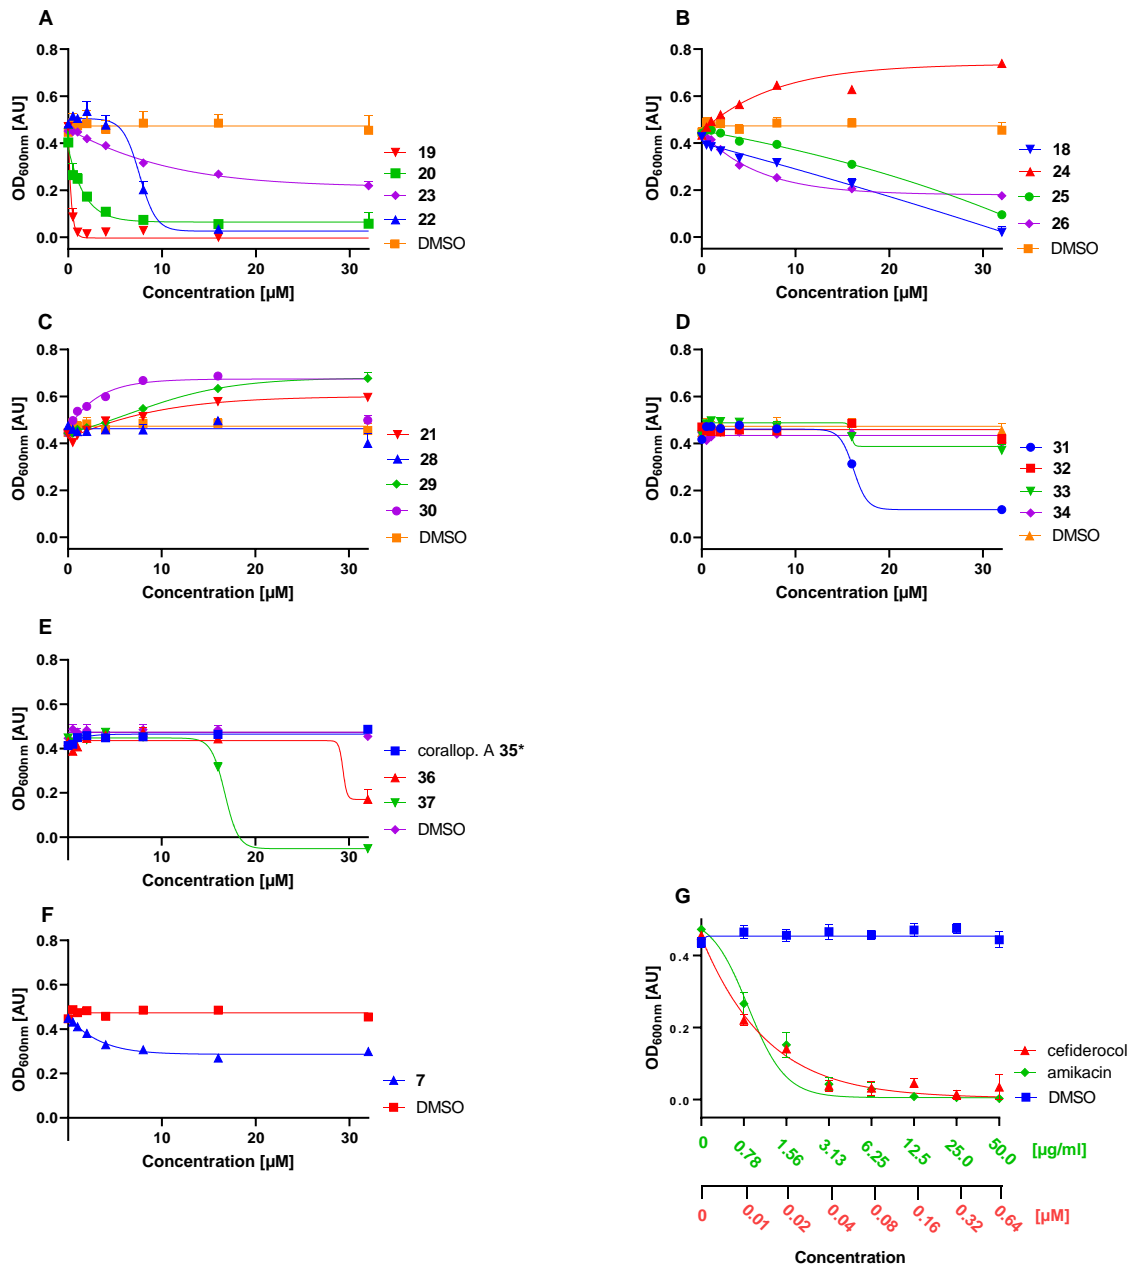 A
OD600nm [AU]
0.8
0.6
0.4
0.2
0.0
0
10
20
30
Concentration [µM]
19
20
23
22
DMSO
B
OD600nm [AU]
0.8
0.6
0.4
0.2
0.0
0
10
20
30
Concentration [µM]
18
24
25
26
DMSO
C
OD600nm [AU]
0.8
0.6
0.4
0.2
0.0
0
10
20
30
Concentration [µM]
21
28
29
30
DMSO
D
OD600nm [AU]
0.8
0.6
0.4
0.2
0.0
0
10
20
30
Concentration [µM]
31
32
33
34
DMSO
E
OD600nm [AU]
0.8
0.6
0.4
0.2
0.0
10
20
30
Concentration [µM]
corallop. A 35*
36
37
DMSO
F
OD600nm [AU]
0.8
0.6
0.4
0.2
0.0
10
20
30
Concentration [µM]
7
DMSO
G
OD600nm [AU]
0.4
0.2
0.0
cefiderocol
amikacin
DMSO
0 0.78 1.56 3.13 6.25 12.5 25.0 50.0 [µg/ml]
0 0.01 0.02 0.04 0.08 0.16 0.32 0.64 [µM]
Concentration